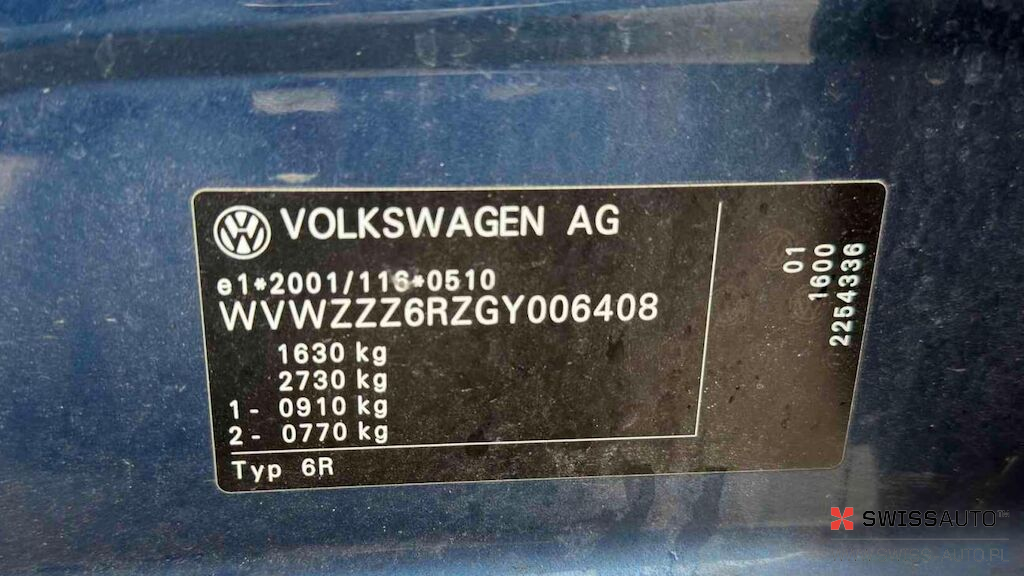 VOLKSWAGEN AG
e1*2001/116*0510
WVWZZZ6RZGY006408
1630 kg
2730 kg
1- 0910 kg
2- 0770 kg
Typ 6R
01
1600
2254336
SWISSAUTO